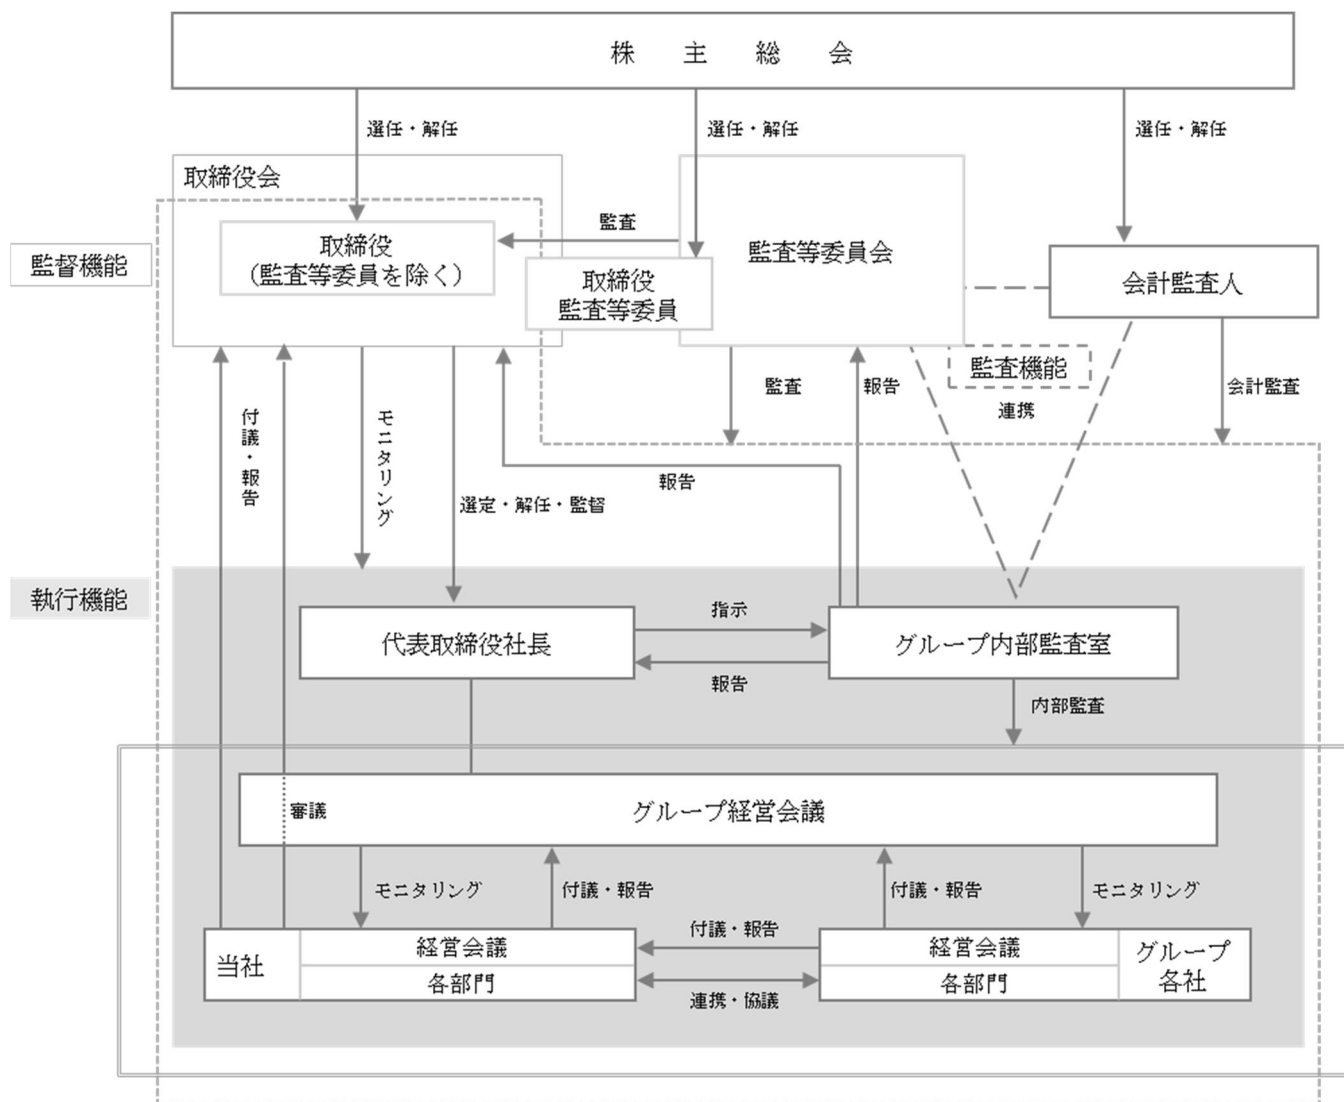 株主総会
選任・解任
選任・解任
選任・解任
取締役会
監督機能
取締役
（監査等委員を除く）
監査
取締役
監査等委員
監査等委員会
会計監査人
監査機能
連携
監査
報告
会計監査
付議・報告
モニタリング
選定・解任・監督
報告
執行機能
代表取締役社長
指示
報告
グループ内部監査室
内部監査
審議
グループ経営会議
モニタリング
付議・報告
付議・報告
モニタリング
当社
経営会議
各部門
付議・報告
連携・協議
経営会議
各部門
グループ
各社